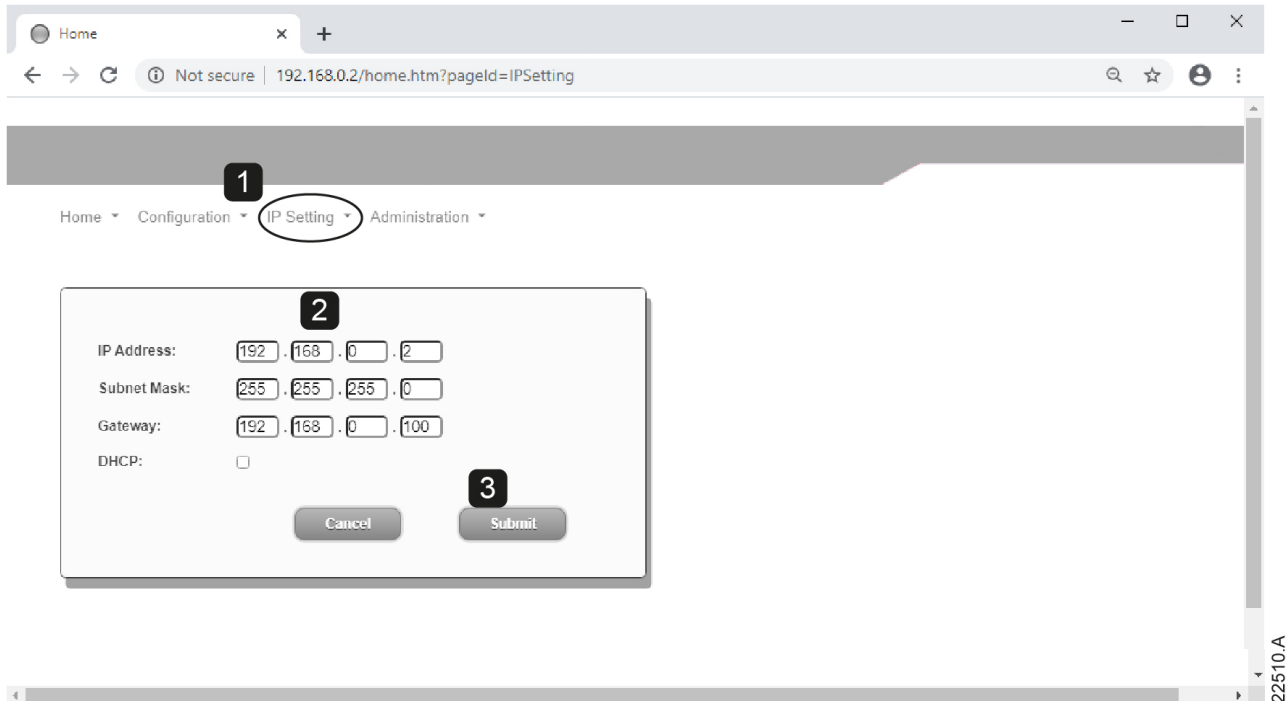 Home
Not secure | 192.168.0.2/home.htm?pageId=IPSetting
1
Home Configuration IP Setting Administration
2
IP Address: 192 . 168 . 0 . 2
Subnet Mask: 255 . 255 . 255 . 0
Gateway: 192 . 168 . 0 . 100
DHCP:
3
Cancel Submit
22510.A